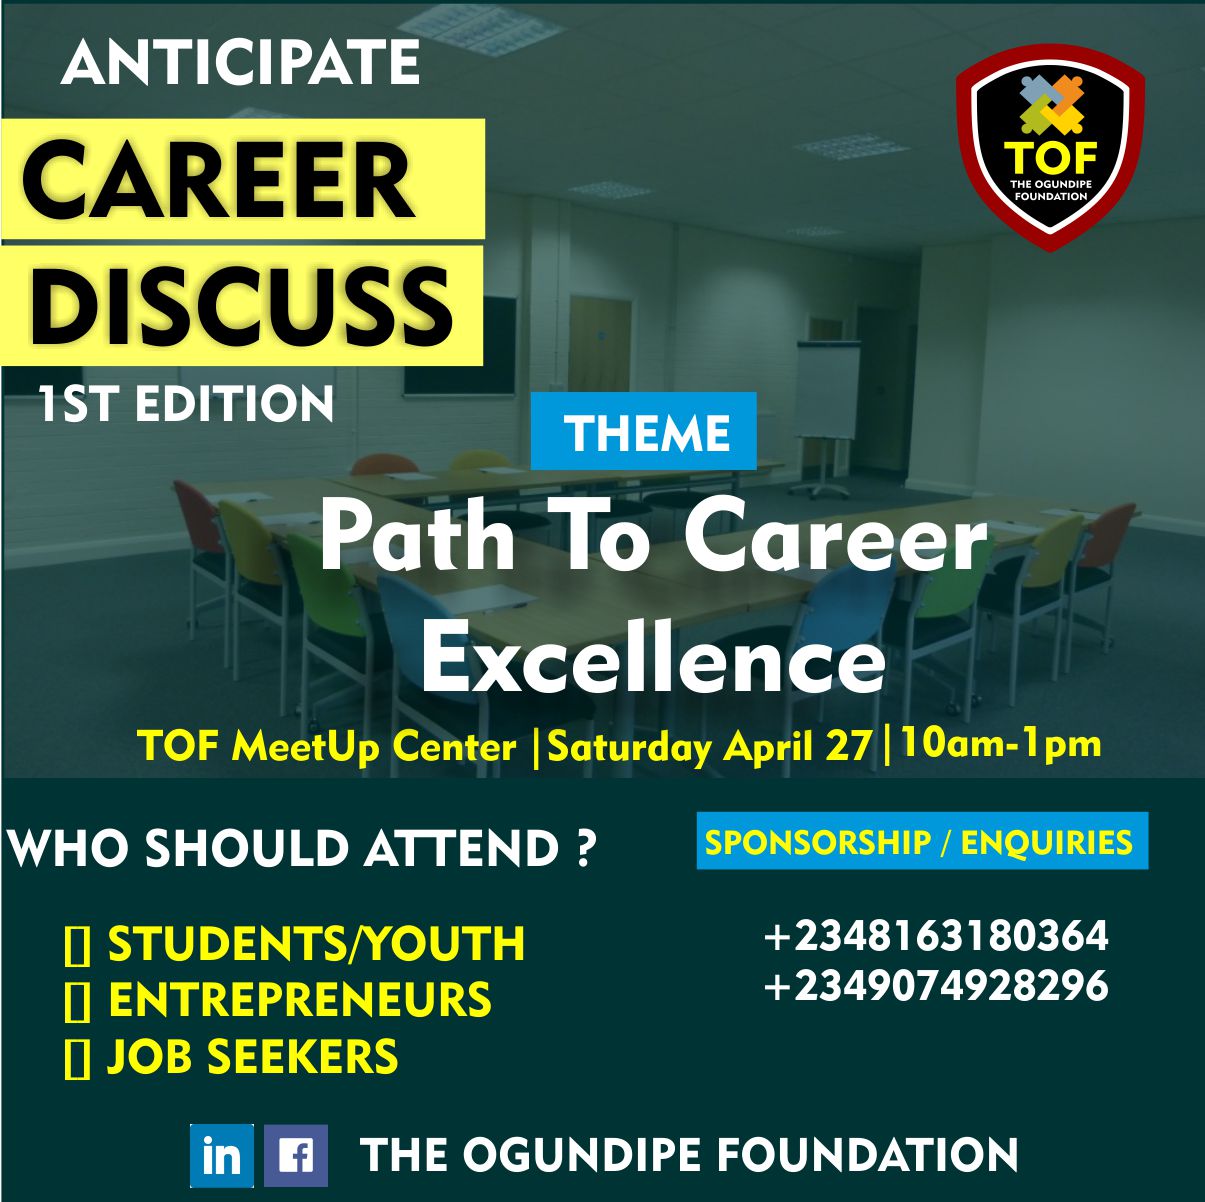 ANTICIPATE
CAREER
DISCUSS
1ST EDITION
TOF
THE OGUNDIPE
FOUNDATION
THEME
Path To Career
Excellence
TOF MeetUp Center |Saturday April 27|10am-1pm
WHO SHOULD ATTEND ?
[] STUDENTS/YOUTH
[] ENTREPRENEURS
[] JOB SEEKERS
SPONSORSHIP / ENQUIRIES
+2348163180364
+2349074928296
in f THE OGUNDIPE FOUNDATION